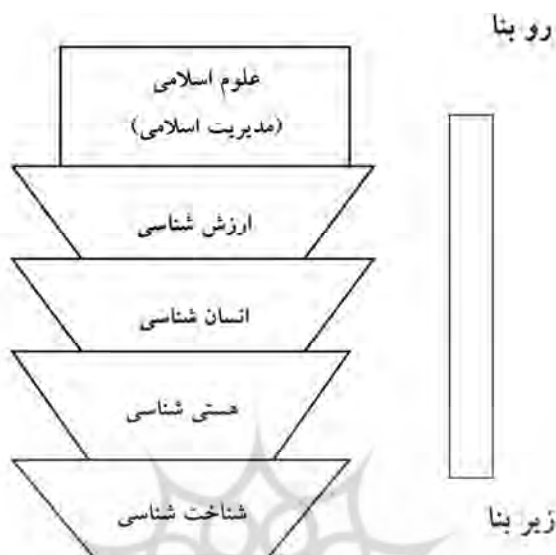 رو بنا
علوم اسلامی
(مدیریت اسلامی)
ارزش شناسی
انسان شناسی
هستی شناسی
شناخت شناسی
زیر بنا